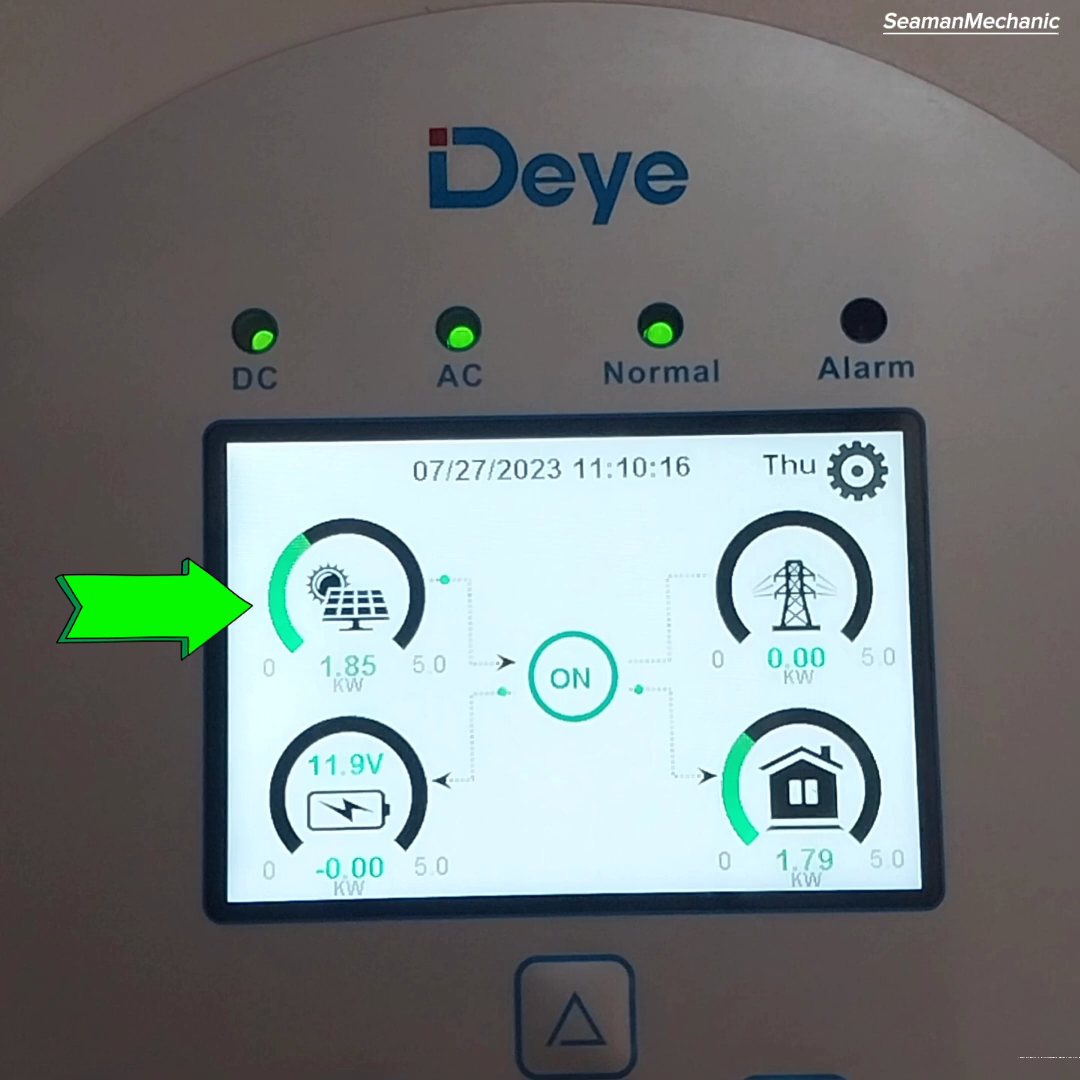 SeamanMechanic
Deye
DC AC Normal Alarm
07/27/2023 11:10:16 Thu
0 1.85 5.0
KW
0 0.00 5.0
KW
ON
11.9V
0 -0.00 5.0
KW
0 1.79 5.0
KW